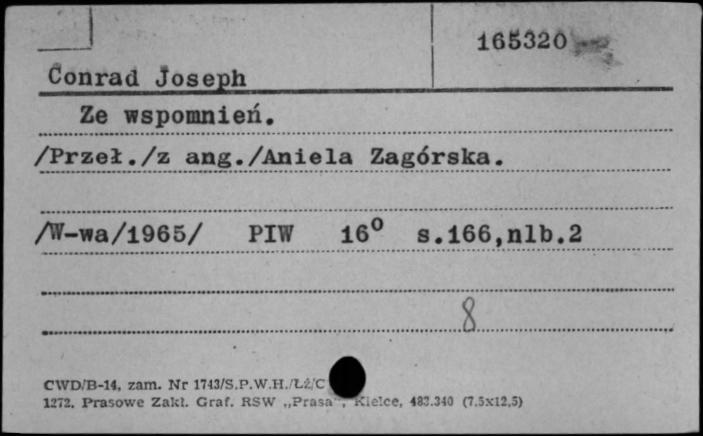 165320
Conrad Joseph
Ze wspomnień.
/Przeł./z ang./Aniela Zagórska.
/W-wa/1965/ PIW 16⁰ s.166,nlb.2
8
CWD/B-14, zam. Nr 1743/S.P.W.H./Łź/C
1272. Prasowe Zakł. Graf. RSW „Prasa”, Kielce, 483.340 (7,5x12,5)